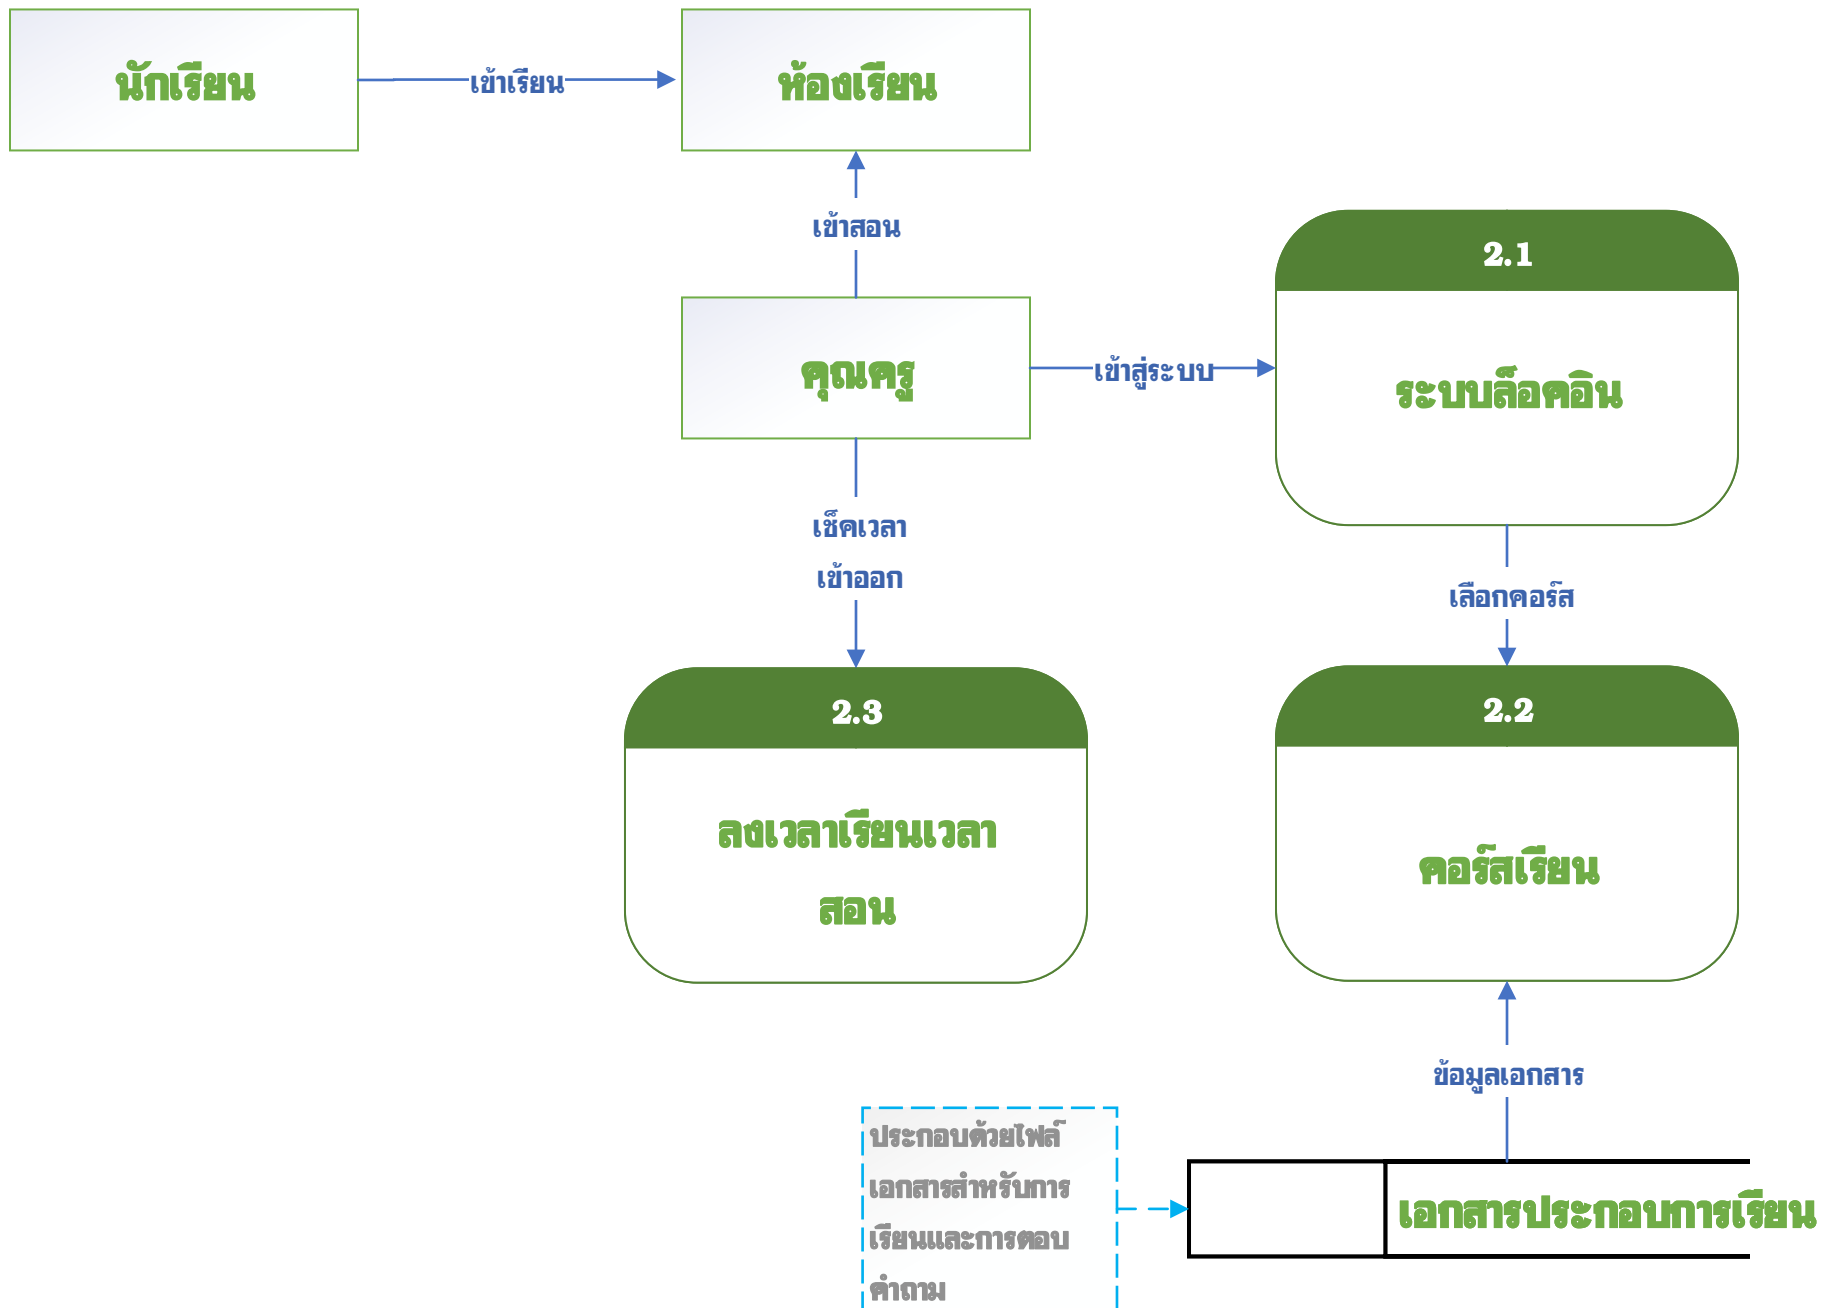 นักเรียน
เข้าเรียน
ห้องเรียน
เข้าสอน
คุณครู
เข้าสู่ระบบ
2.1
ระบบล็อคอิน
เช็คเวลา
เข้าออก
เลือกคอร์ส
2.3
ลงเวลาเรียนเวลา
สอน
2.2
คอร์สเรียน
ข้อมูลเอกสาร
ประกอบด้วยไฟล์
เอกสารสำหรับการ
เรียนและการตอบ
คำถาม
เอกสารประกอบการเรียน